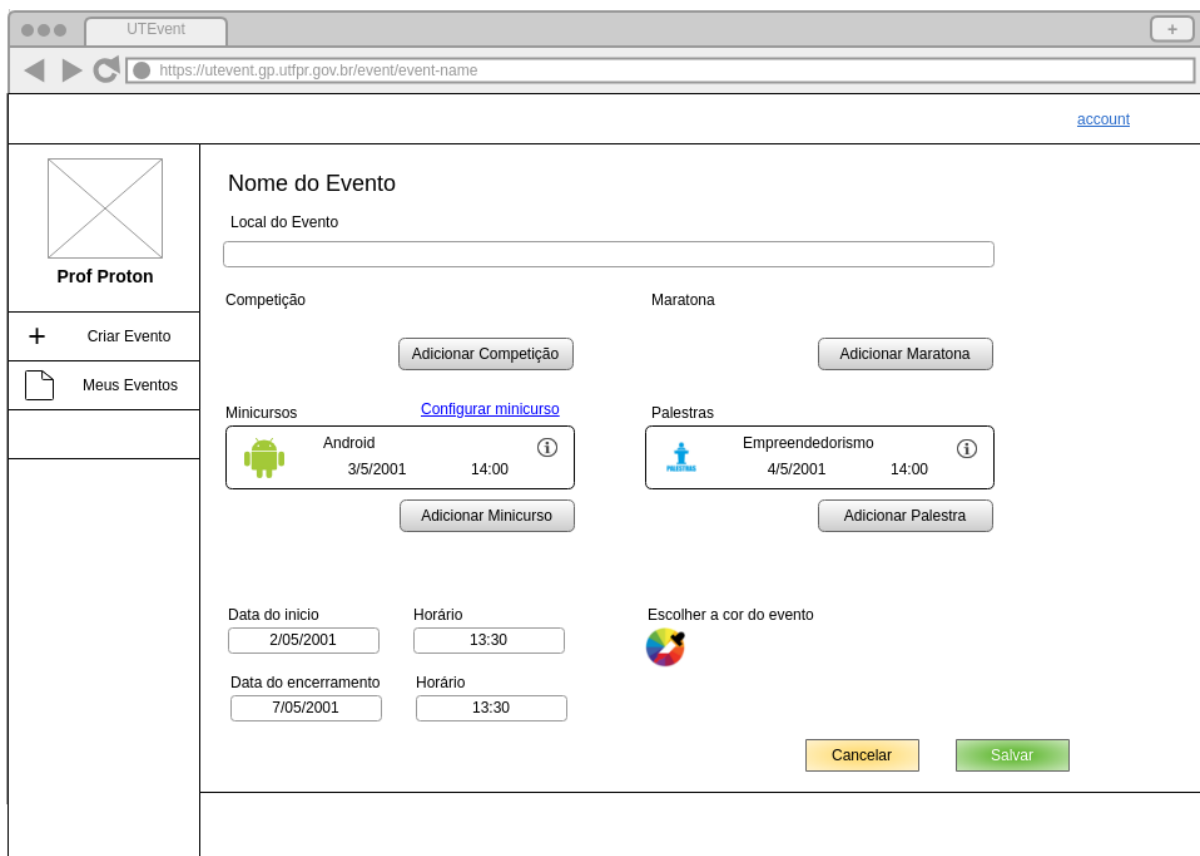 UTEvent
+
https://utevent.gp.utfpr.gov.br/event/event-name
account
Prof Proton
Criar Evento
Meus Eventos
Nome do Evento
Local do Evento
Competição
Maratona
Adicionar Competição
Adicionar Maratona
Minicursos
Configurar minicurso
Palestras
Android
3/5/2001 14:00
PALESTRAS
Empreendedorismo
4/5/2001 14:00
Adicionar Minicurso
Adicionar Palestra
Data do inicio
Horário
Escolher a cor do evento
2/05/2001
13:30
Data do encerramento
Horário
7/05/2001
13:30
Cancelar
Salvar